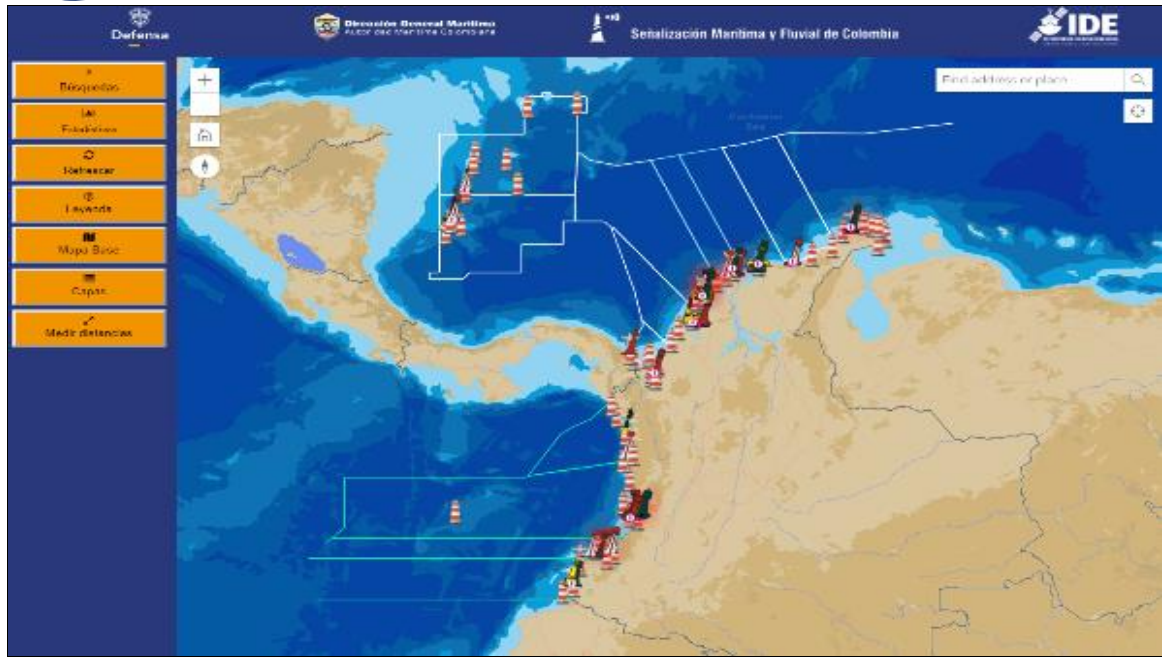 Defensa
Dirección General Marítima
Autoridad Marítima Colombiana
Señalización Marítima y Fluvial de Colombia
IDE
Find address or place
Búsquedas
Estadísticas
Refrescar
Leyenda
Mapa Base
Capas
Medir distancias
Sea